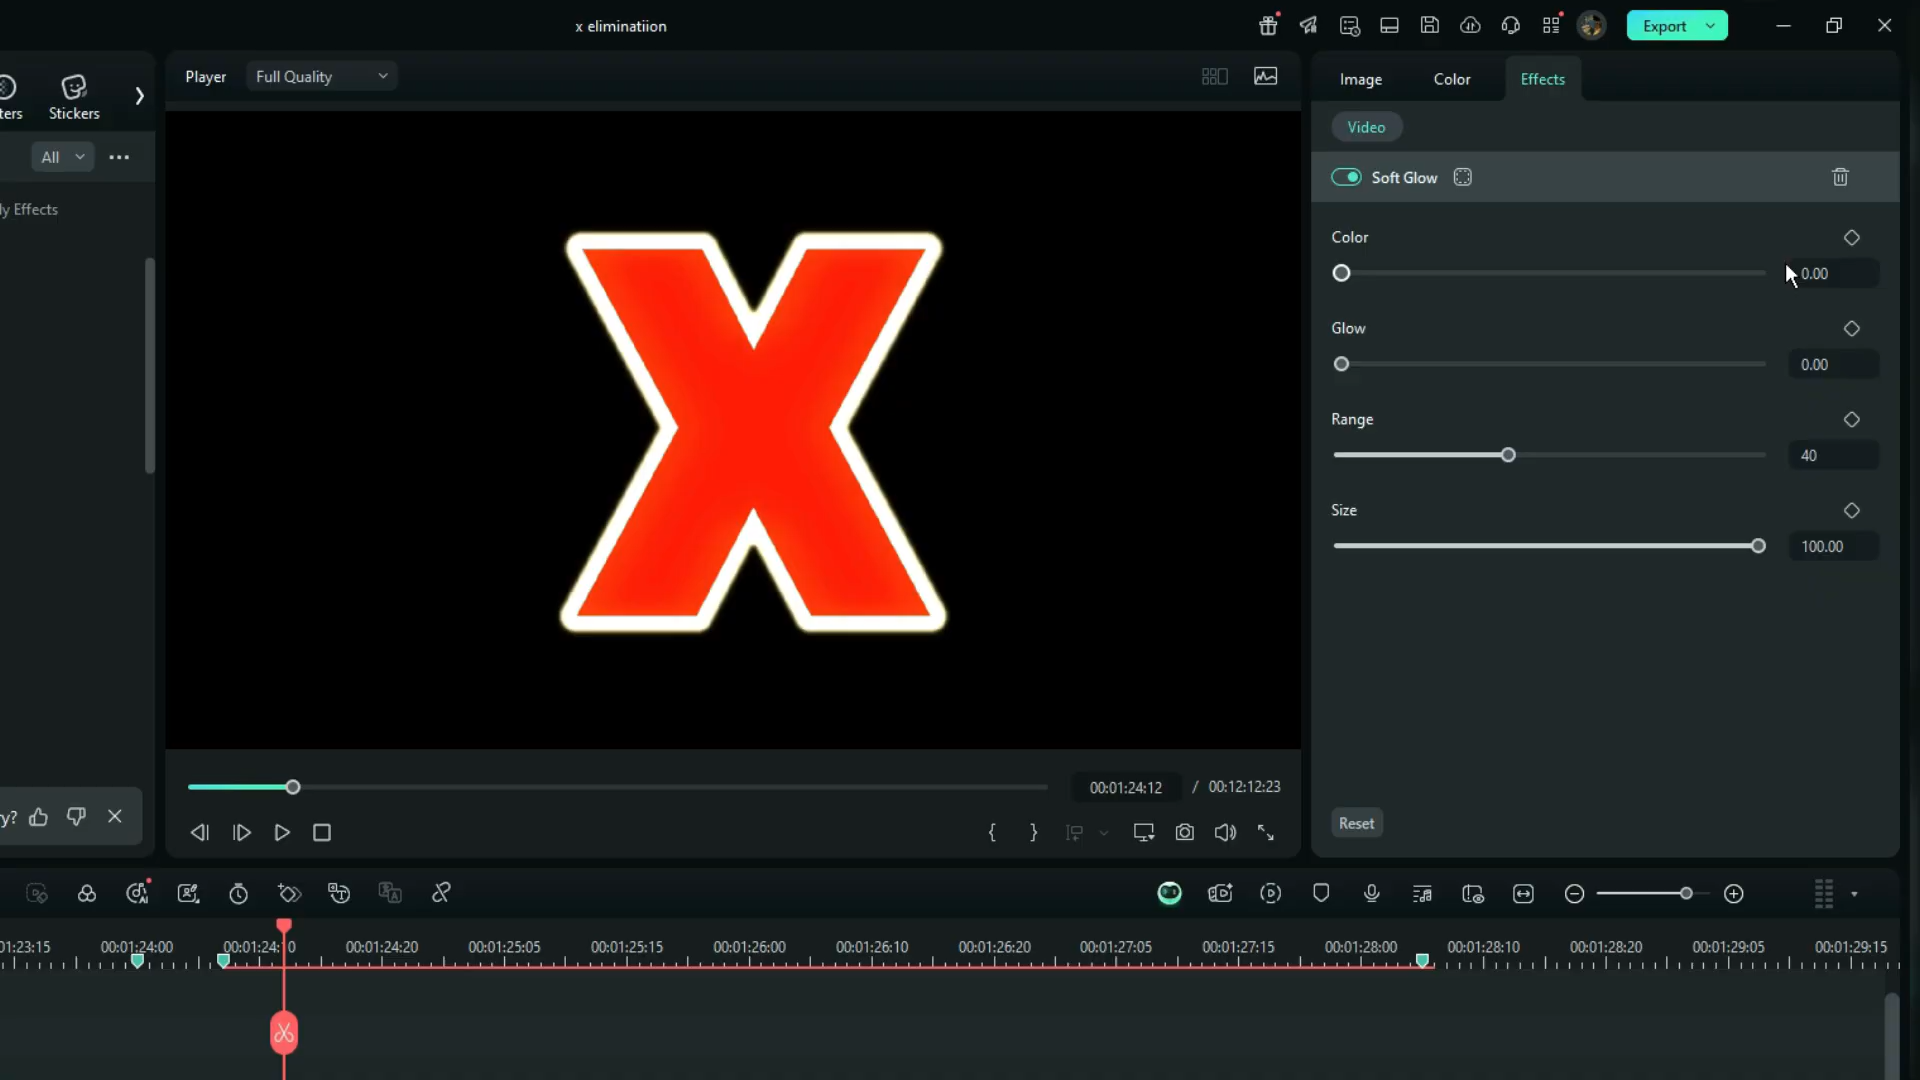 x eliminatiion
Export
ters
Stickers
Player
Full Quality
Image
Color
Effects
All
Video
Soft Glow
ly Effects
Color
0.00
Glow
0.00
Range
40
Size
100.00
X
ry?
00:01:24:12 / 00:12:12:23
{ }
Reset
01:23:15
00:01:24:00
00:01:24:10
00:01:24:20
00:01:25:05
00:01:25:15
00:01:26:00
00:01:26:10
00:01:26:20
00:01:27:05
00:01:27:15
00:01:28:00
00:01:28:10
00:01:28:20
00:01:29:05
00:01:29:15